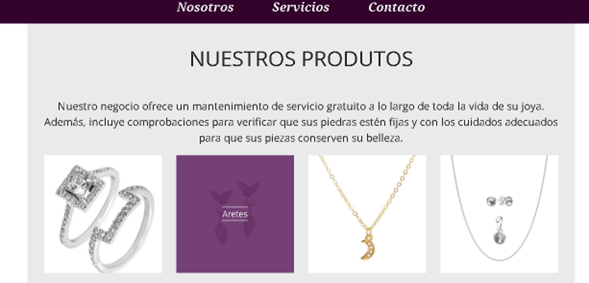 Nosotros Servicios Contacto
NUESTROS PRODUTOS
Nuestro negocio ofrece un mantenimiento de servicio gratuito a lo largo de toda la vida de su joya.
Además, incluye comprobaciones para verificar que sus piedras estén fijas y con los cuidados adecuados
para que sus piezas conserven su belleza.
Aretes